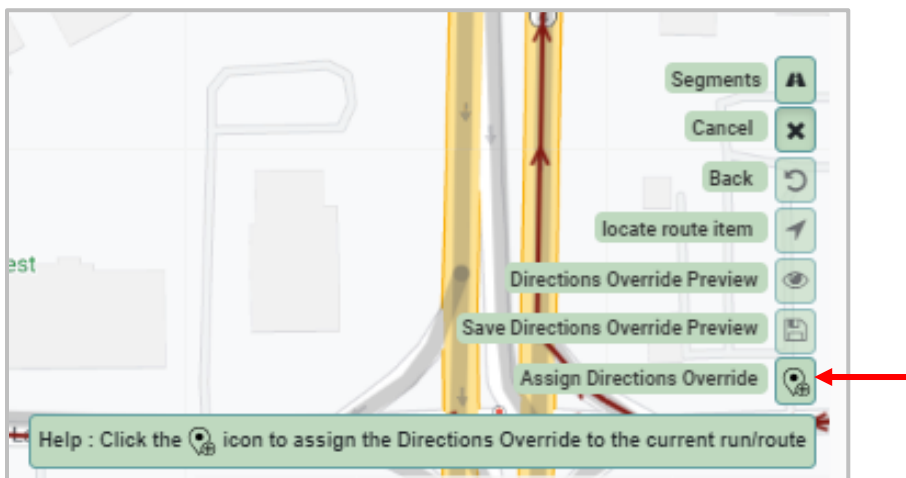 Segments
Cancel
Back
locate route item
est
Directions Override Preview
Save Directions Override Preview
Assign Directions Override
Help : Click the icon to assign the Directions Override to the current run/route